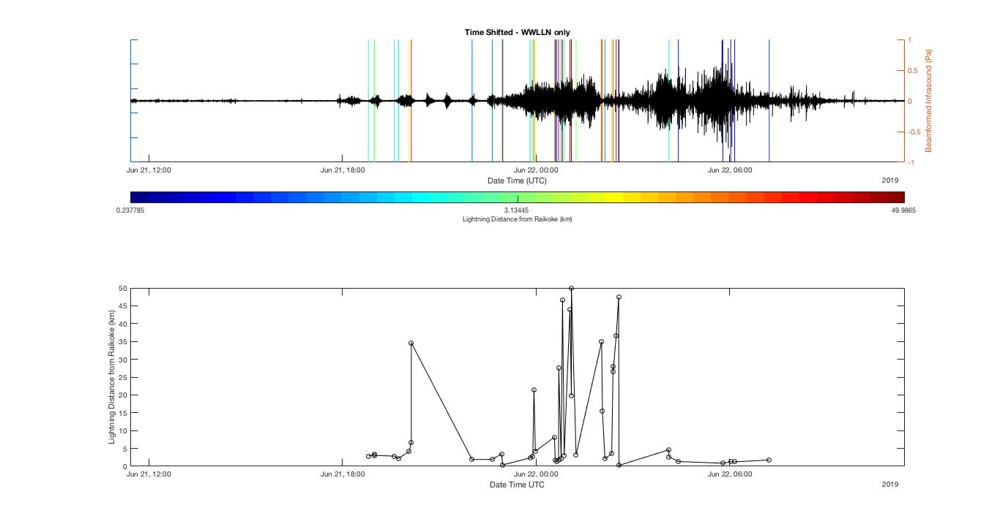 Time Shifted - WWLLN only
1
0.5
0
-0.5
-1
Beamformed Infrasound (Pa)
Jun 21, 12:00 Jun 21, 18:00 Jun 22, 00:00 Jun 22, 06:00
Date Time (UTC) 2019
0.237785 3.13445 49.9865
Lightning Distance from Raikoke (km)
50
45
40
35
30
25
20
15
10
5
0
Lightning Distance from Raikoke (km)
Jun 21, 12:00 Jun 21, 18:00 Jun 22, 00:00 Jun 22, 06:00
Date Time UTC 2019